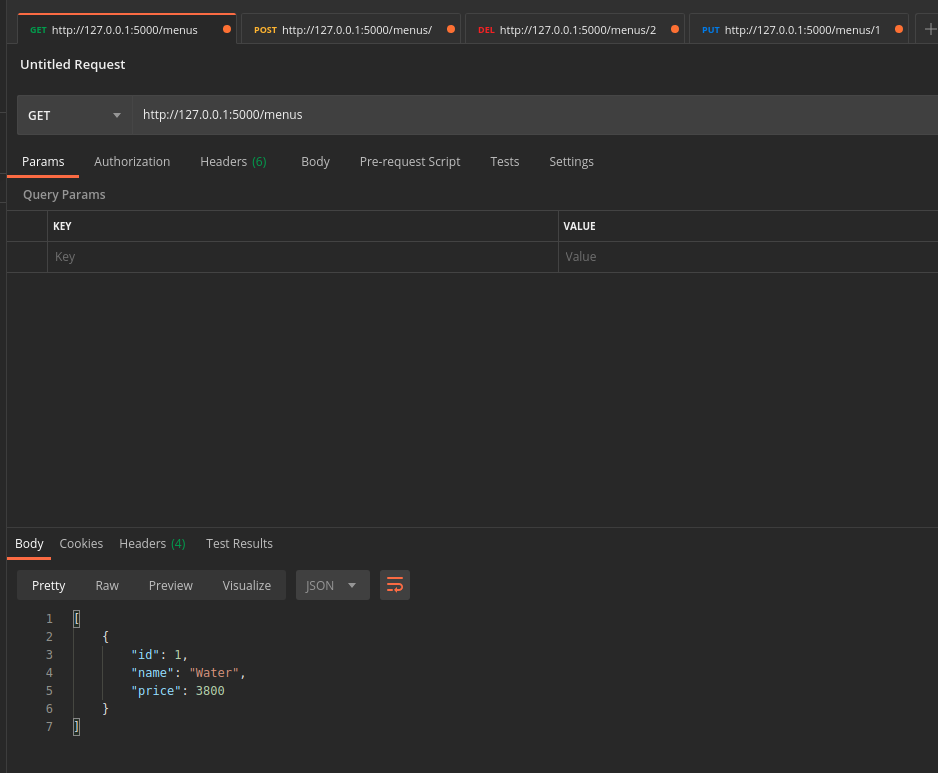 GET http://127.0.0.1:5000/menus POST http://127.0.0.1:5000/menus/ DEL http://127.0.0.1:5000/menus/2 PUT http://127.0.0.1:5000/menus/1
Untitled Request
GET http://127.0.0.1:5000/menus
Params Authorization Headers (6) Body Pre-request Script Tests Settings
Query Params
KEY VALUE
Key Value
Body Cookies Headers (4) Test Results
Pretty Raw Preview Visualize JSON
1 [
2 {
3 "id": 1,
4 "name": "Water",
5 "price": 3800
6 }
7 ]